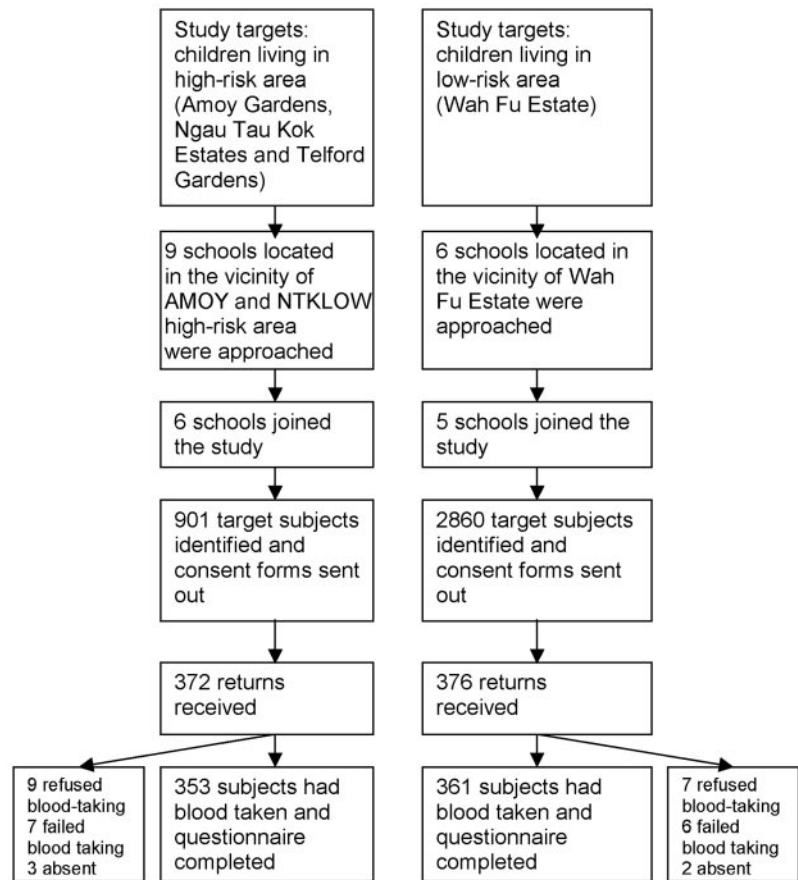 Study targets:
children living in
high-risk area
(Amoy Gardens,
Ngau Tau Kok
Estates and Telford
Gardens)
Study targets:
children living in
low-risk area
(Wah Fu Estate)
9 schools located
in the vicinity of
AMOY and NTKLOW
high-risk area
were approached
6 schools located in
the vicinity of Wah
Fu Estate were
approached
6 schools joined
the study
5 schools joined the
study
901 target subjects
identified and
consent forms sent
out
2860 target subjects
identified and
consent forms sent
out
372 returns
received
376 returns
received
9 refused
blood-taking
7 failed
blood taking
3 absent
353 subjects had
blood taken and
questionnaire
completed
361 subjects had
blood taken and
questionnaire
completed
7 refused
blood-taking
6 failed
blood taking
2 absent